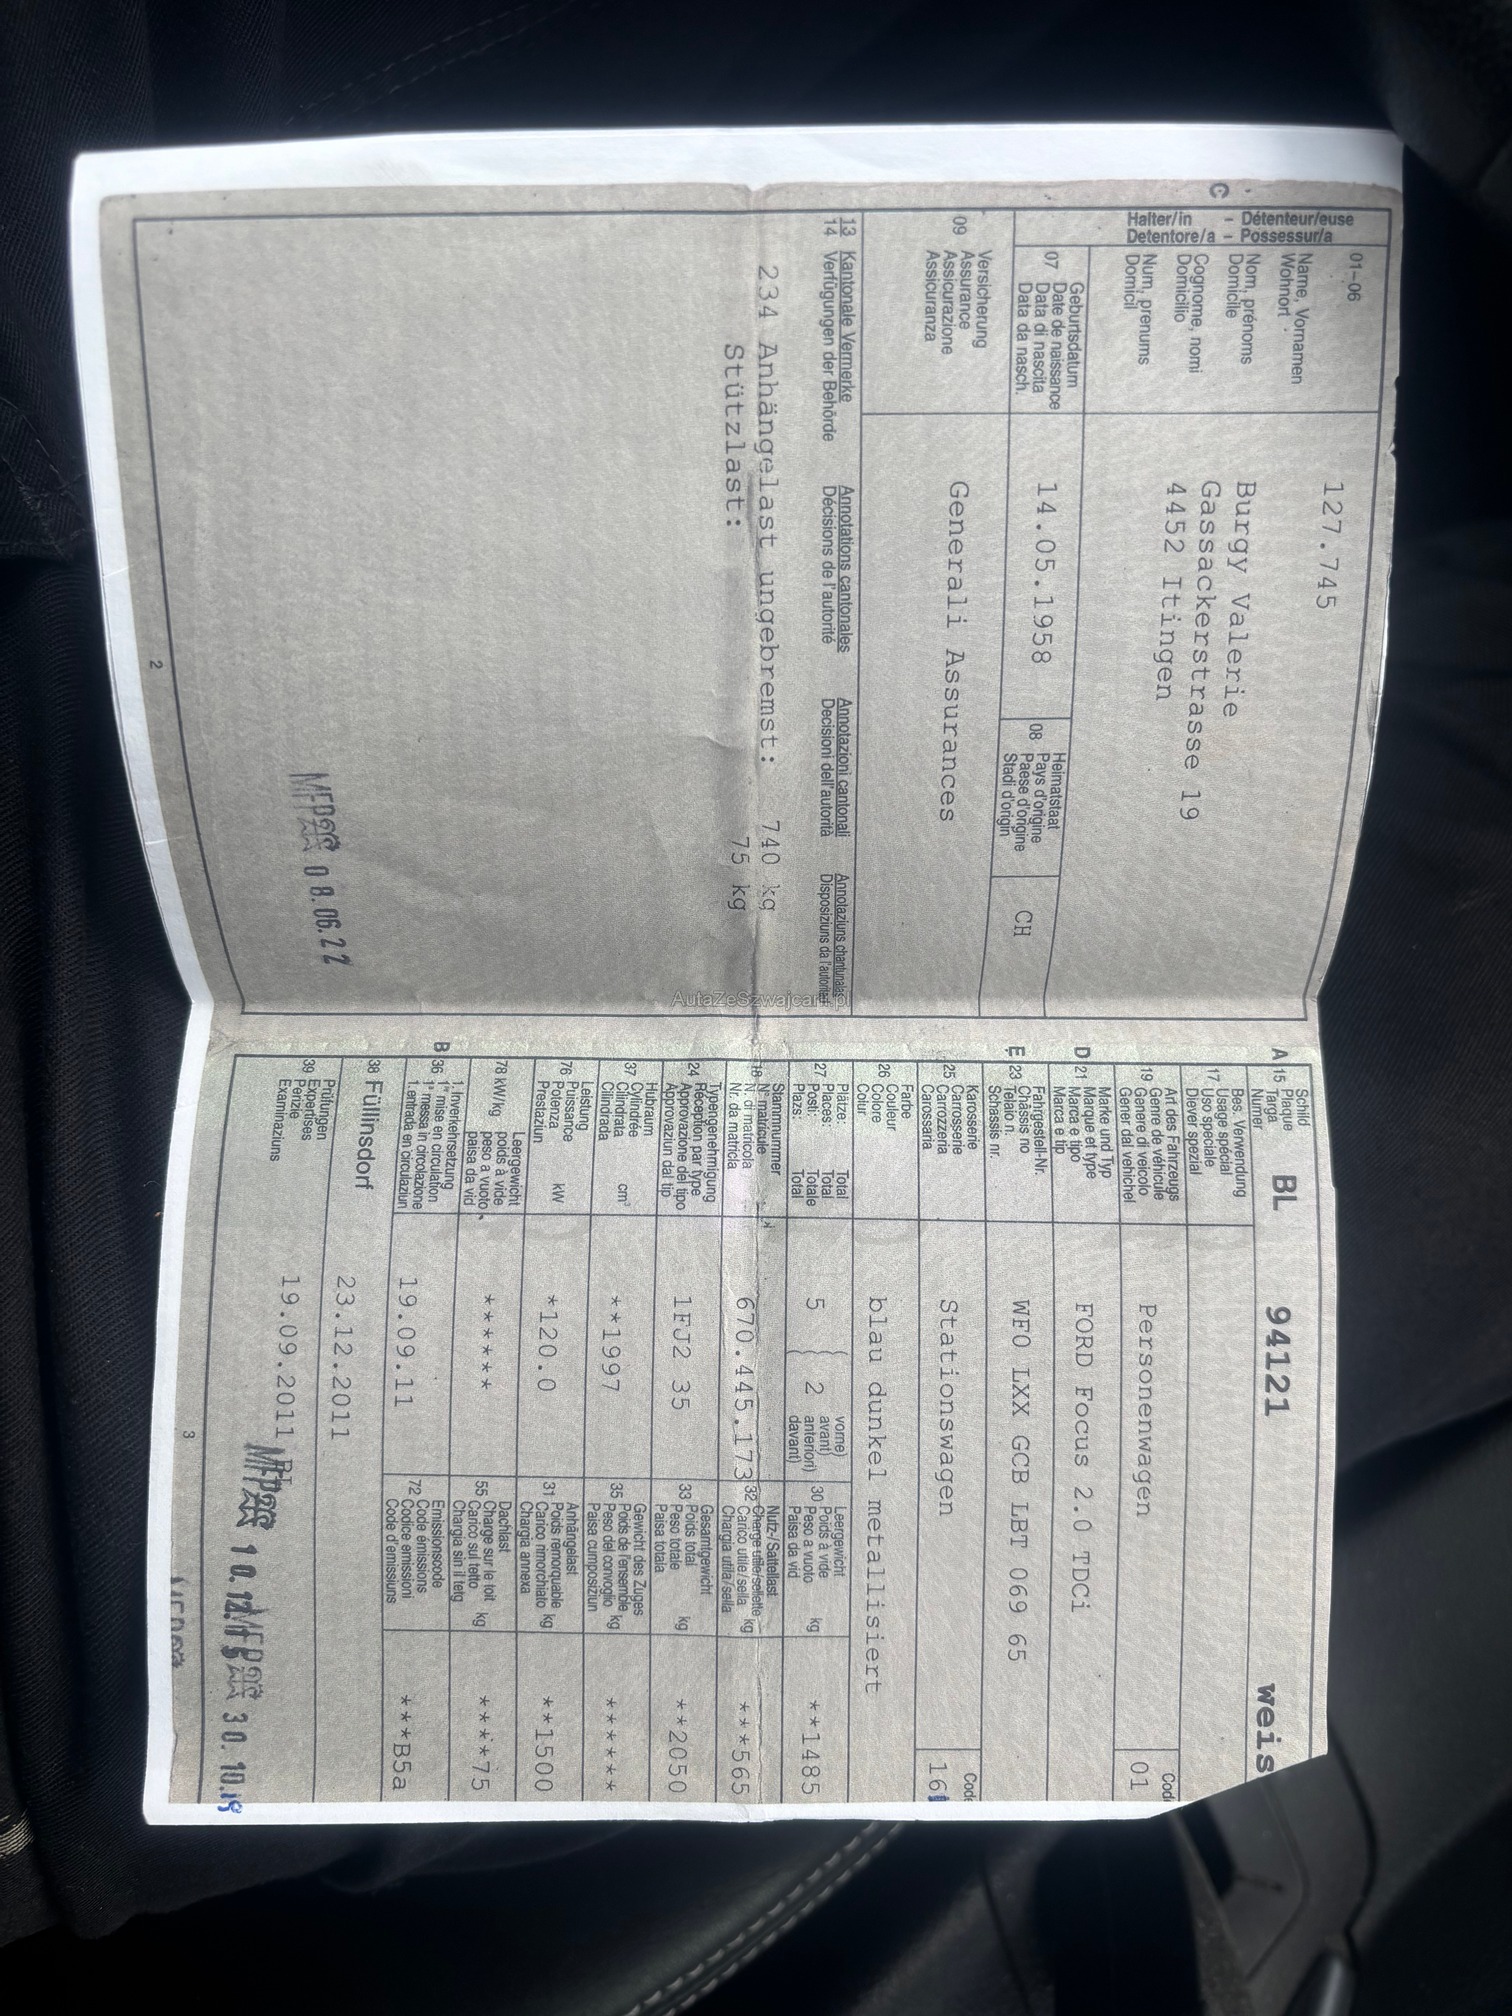 C
Halter/in - Détenteur/euse
Detentore/a - Possessur/a
01-06
Name, Vornamen
Wohnort
Nom, prénoms
Domicile
Cognome, nomi
Domicilio
Num, prenums
Domicil
127.745
Burgy Valerie
Gassackerstrasse 19
4452 Itingen
Geburtsdatum
07 Date de naissance
Data di nascita
Data da nasch.
14.05.1958
Heimatstaat
08 Pays d'origine
Paese d'origine
Stadi d'origin
CH
Versicherung
09 Assurance
Assicurazione
Assicuranza
Generali Assurances
13 Kantonale Vermerke Annotations cantonales Annotazioni cantonali Annotaziuns chantunalas
14 Verfügungen der Behörde Décisions de l'autorité Decisioni dell'autorità Disposiziuns da l'autoritad
234 Anhängelast ungebremst: 740 kg
Stützlast: 75 kg
08.06.22
2
AutaZeSzwajcarii.pl
A 15 Schild
Plaque
Targa
Numer
BL 94121 weis
17 Bes. Verwendung
Usage spécial
Uso speciale
Diever spezial
19 Art des Fahrzeugs
Genre de véhicule
Genere di veicolo
Gener dal vehichel
Personenwagen
Code
01
D 21 Marke und Typ
Marque et type
Marca e tipo
Marca e tip
FORD Focus 2.0 TDCi
E 23 Fahrgestell-Nr.
Châssis no
Telaio n.
Schassis nr.
WF0 LXX GCB LBT 069 65
25 Karosserie
Carrosserie
Carrozzeria
Carossaria
Stationswagen
Code
16
26 Farbe
Couleur
Colore
Colur
blau dunkel metallisiert
27 Plätze: Total
Places: Total
Posti: Totale
Plazs: Total
5 2 vorne)
avant)
anteriori)
davant)
30 Leergewicht
Poids à vide
Peso a vuoto kg
Paisa da vid
**1485
18 Stammnummer
N° matricule
N. di matricola
Nr. da matricla
670.445.173
32 Nutz-/Sattellast
Charge utile/sellette
Carico utile/sella kg
Chargia utila/sella
***565
24 Typengenehmigung
Réception par type
Approvazione del tipo
Approvaziun dal tip
1FJ2 35
33 Gesamtgewicht
Poids total
Peso totale kg
Paisa totala
**2050
37 Hubraum
Cylindrée
Cilindrata cm³
Cilindrada
**1997
35 Gewicht des Zuges
Poids de l'ensemble
Peso del convoglio kg
Paisa cumposiziun
******
76 Leistung
Puissance
Potenza kW
Prestaziun
*120.0
31 Anhängelast
Poids remorquable
Carico rimorchiato kg
Chargia annexa
**1500
78 kW/kg Leergewicht
poids à vide
peso a vuoto
paisa da vid
******
55 Dachlast
Charge sur le toit
Carico sul tetto kg
Chargia sin il tetg
****75
B 36 1. Inverkehrsetzung
1re mise en circulation
1a messa in circolazione
1. entrada en circulaziun
19.09.11
72 Emissionscode
Code émissions
Codice emissioni
Code d'emissiuns
***B5a
38 Füllinsdorf
23.12.2011
39 Prüfungen
Expertises
Perizie
Examinaziuns
19.09.2011 BL
30.10.19
3